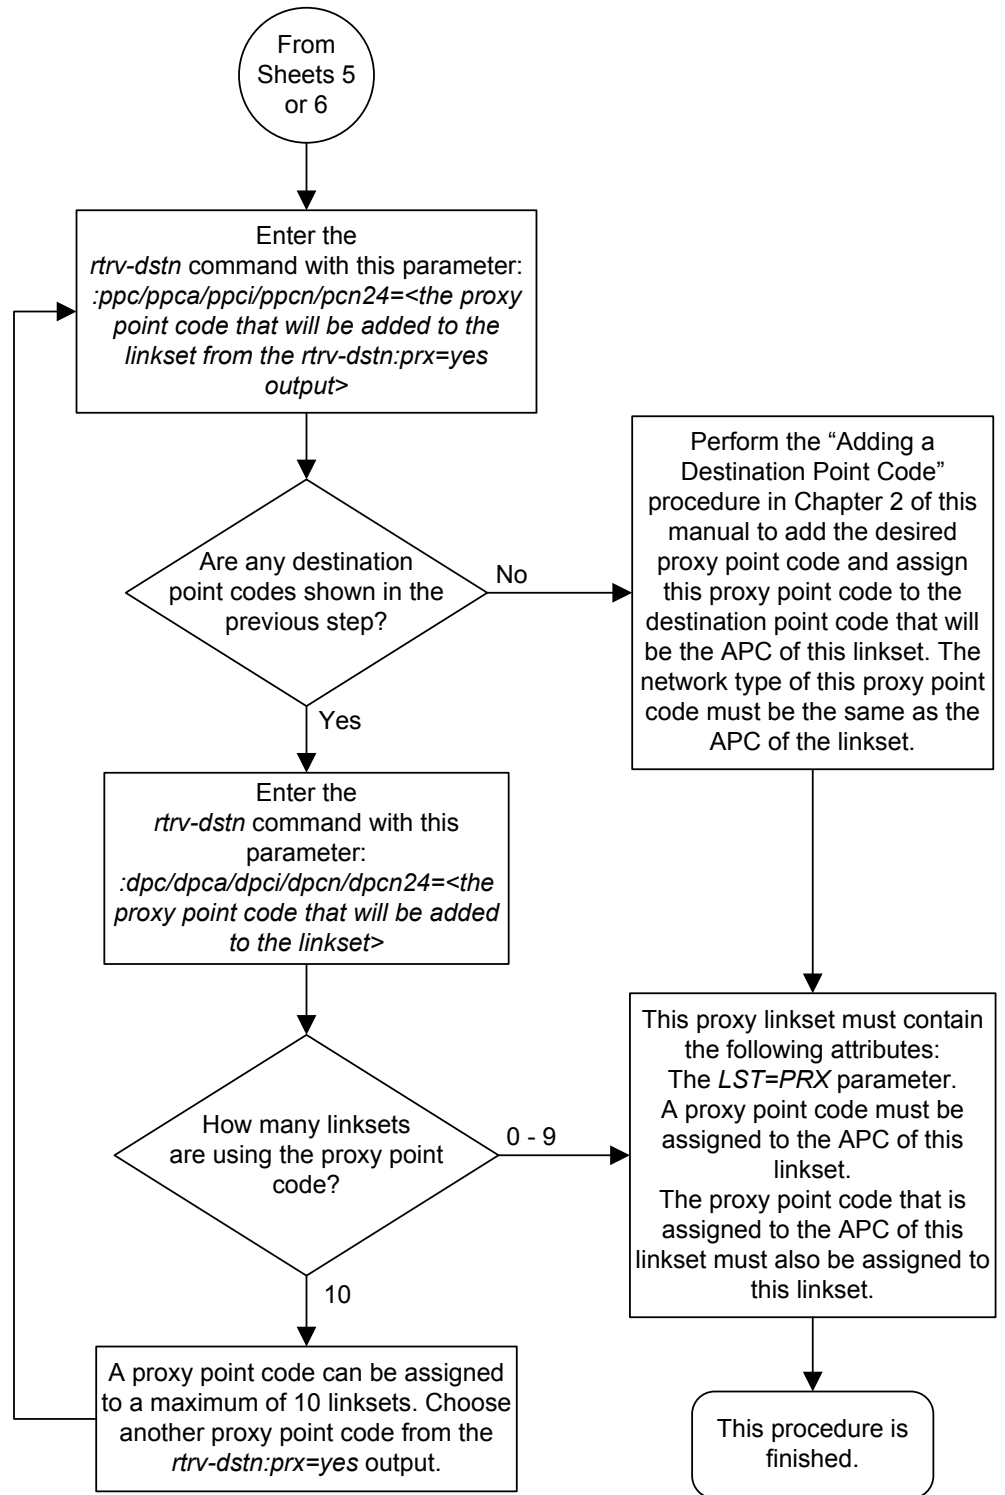 From
Sheets 5
or 6
Enter the
rtrv-dstn command with this parameter:
:ppc/ppca/ppci/ppcn/pcn24=<the proxy
point code that will be added to the
linkset from the rtrv-dstn:prx=yes
output>
Are any destination
point codes shown in the
previous step?
No
Perform the “Adding a
Destination Point Code”
procedure in Chapter 2 of this
manual to add the desired
proxy point code and assign
this proxy point code to the
destination point code that will
be the APC of this linkset. The
network type of this proxy point
code must be the same as the
APC of the linkset.
Yes
Enter the
rtrv-dstn command with this
parameter:
:dpc/dpca/dpci/dpcn/dpcn24=<the
proxy point code that will be added
to the linkset>
How many linksets
are using the proxy point
code?
0 - 9
This proxy linkset must contain
the following attributes:
The LST=PRX parameter.
A proxy point code must be
assigned to the APC of this
linkset.
The proxy point code that is
assigned to the APC of this
linkset must also be assigned to
this linkset.
10
A proxy point code can be assigned
to a maximum of 10 linksets. Choose
another proxy point code from the
rtrv-dstn:prx=yes output.
This procedure is
finished.